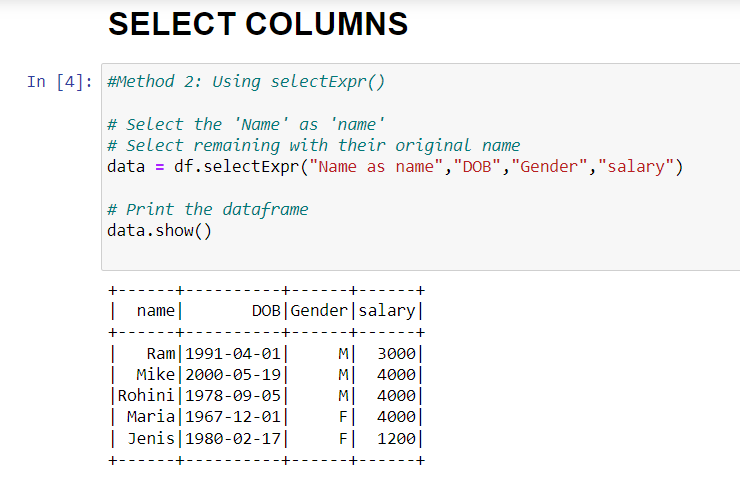 SELECT COLUMNS
In [4]: #Method 2: Using selectExpr()
# Select the 'Name' as 'name'
# Select remaining with their original name
data = df.selectExpr("Name as name","DOB","Gender","salary")
# Print the dataframe
data.show()
+------+----------+------+------+
|  name|       DOB|Gender|salary|
+------+----------+------+------+
|   Ram|1991-04-01|     M|  3000|
|  Mike|2000-05-19|     M|  4000|
|Rohini|1978-09-05|     M|  4000|
| Maria|1967-12-01|     F|  4000|
| Jenis|1980-02-17|     F|  1200|
+------+----------+------+------+